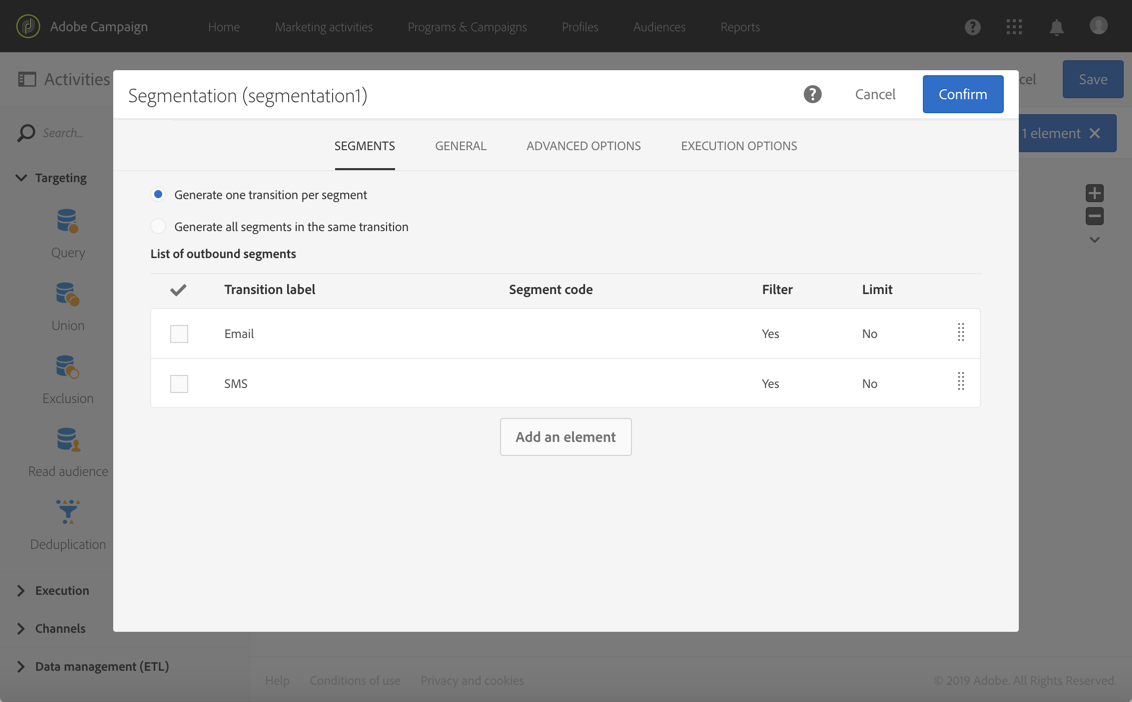 Adobe Campaign
Home Marketing activities Programs & Campaigns Profiles Audiences Reports
Activities
Save
Segmentation (segmentation1)
Cancel
Confirm
Search...
1 element
SEGMENTS GENERAL ADVANCED OPTIONS EXECUTION OPTIONS
Targeting
Generate one transition per segment
Generate all segments in the same transition
Query
List of outbound segments
Transition label Segment code Filter Limit
Union
Email Yes No
SMS Yes No
Exclusion
Add an element
Read audience
Deduplication
Execution
Channels
Data management (ETL)
Help Conditions of use Privacy and cookies
© 2019 Adobe. All Rights Reserved.